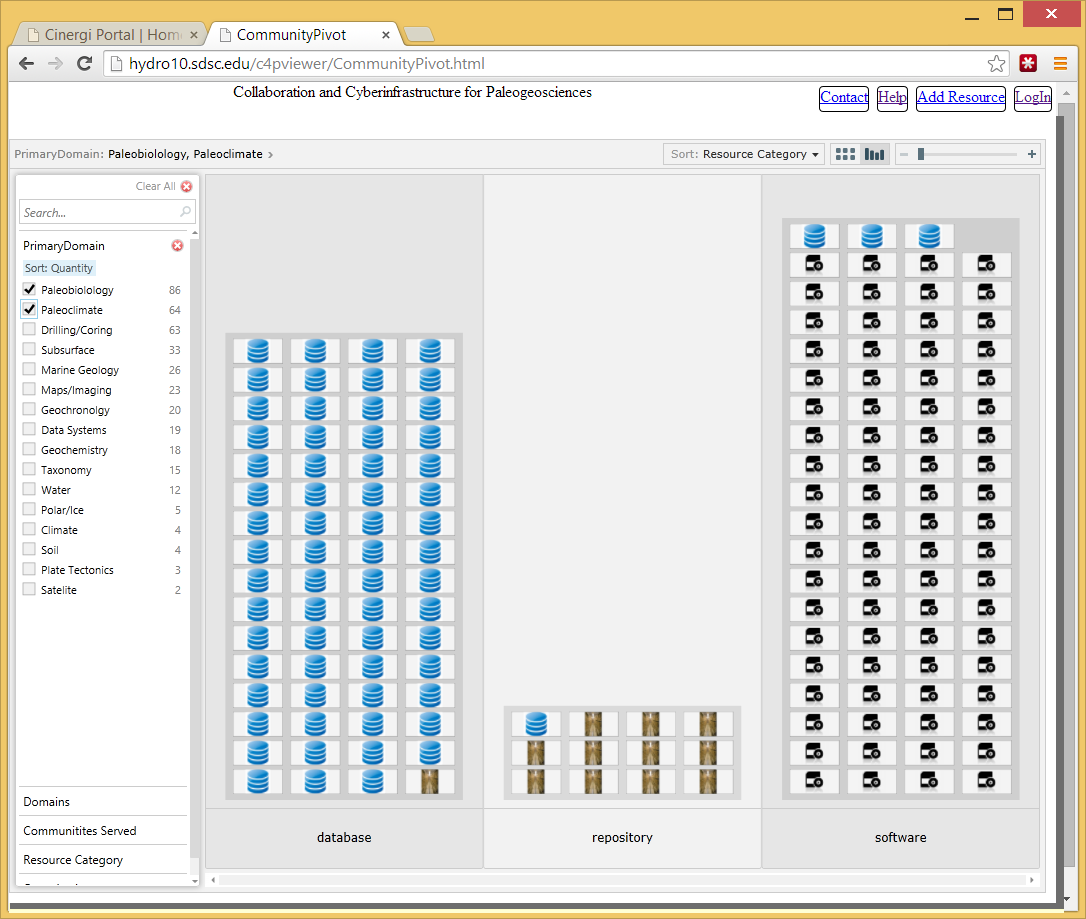 Cinergi Portal | Hom
CommunityPivot
hydro10.sdsc.edu/c4pviewer/CommunityPivot.html
Collaboration and Cyberinfrastructure for Paleogeosciences
Contact Help Add Resource LogIn
PrimaryDomain: Paleobiolology, Paleoclimate
Sort: Resource Category
Clear All
Search...
PrimaryDomain
Sort: Quantity
Paleobiolology 86
Paleoclimate 64
Drilling/Coring 63
Subsurface 33
Marine Geology 26
Maps/Imaging 23
Geochronolgy 20
Data Systems 19
Geochemistry 18
Taxonomy 15
Water 12
Polar/Ice 5
Climate 4
Soil 4
Plate Tectonics 3
Satelite 2
Domains
Communitites Served
Resource Category
database
repository
software